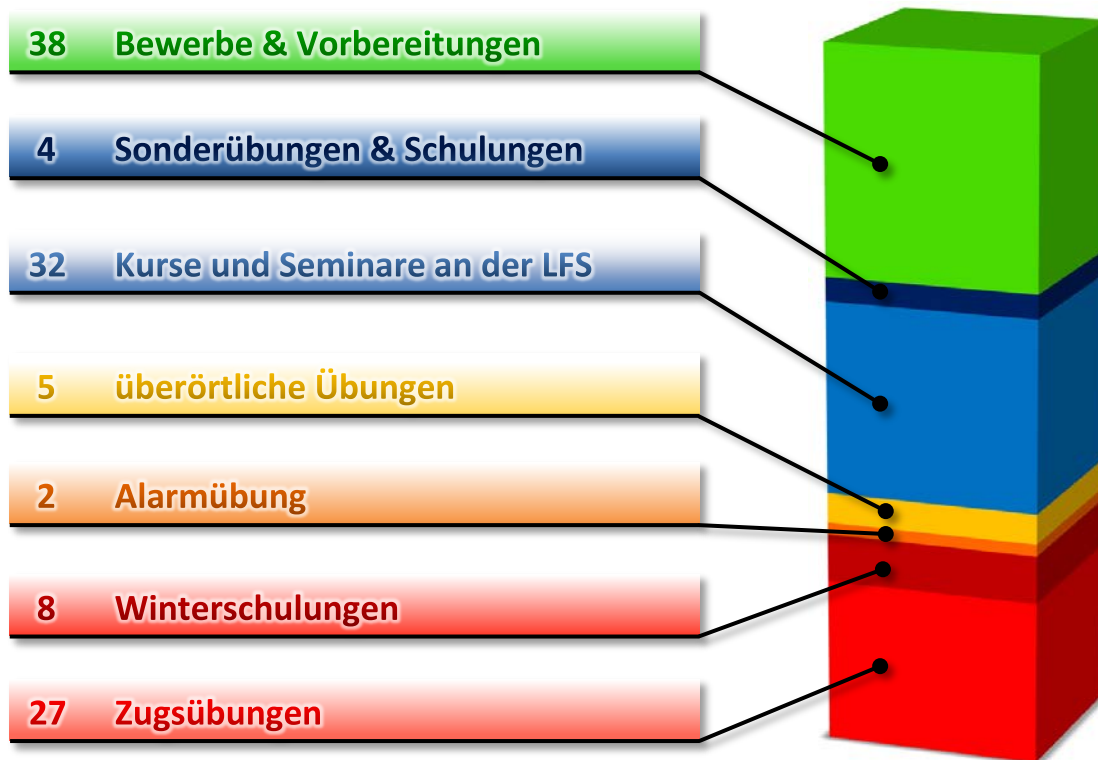 38 Bewerbe & Vorbereitungen
4 Sonderübungen & Schulungen
32 Kurse und Seminare an der LFS
5 überörtliche Übungen
2 Alarmübung
8 Winterschulungen
27 Zugsübungen